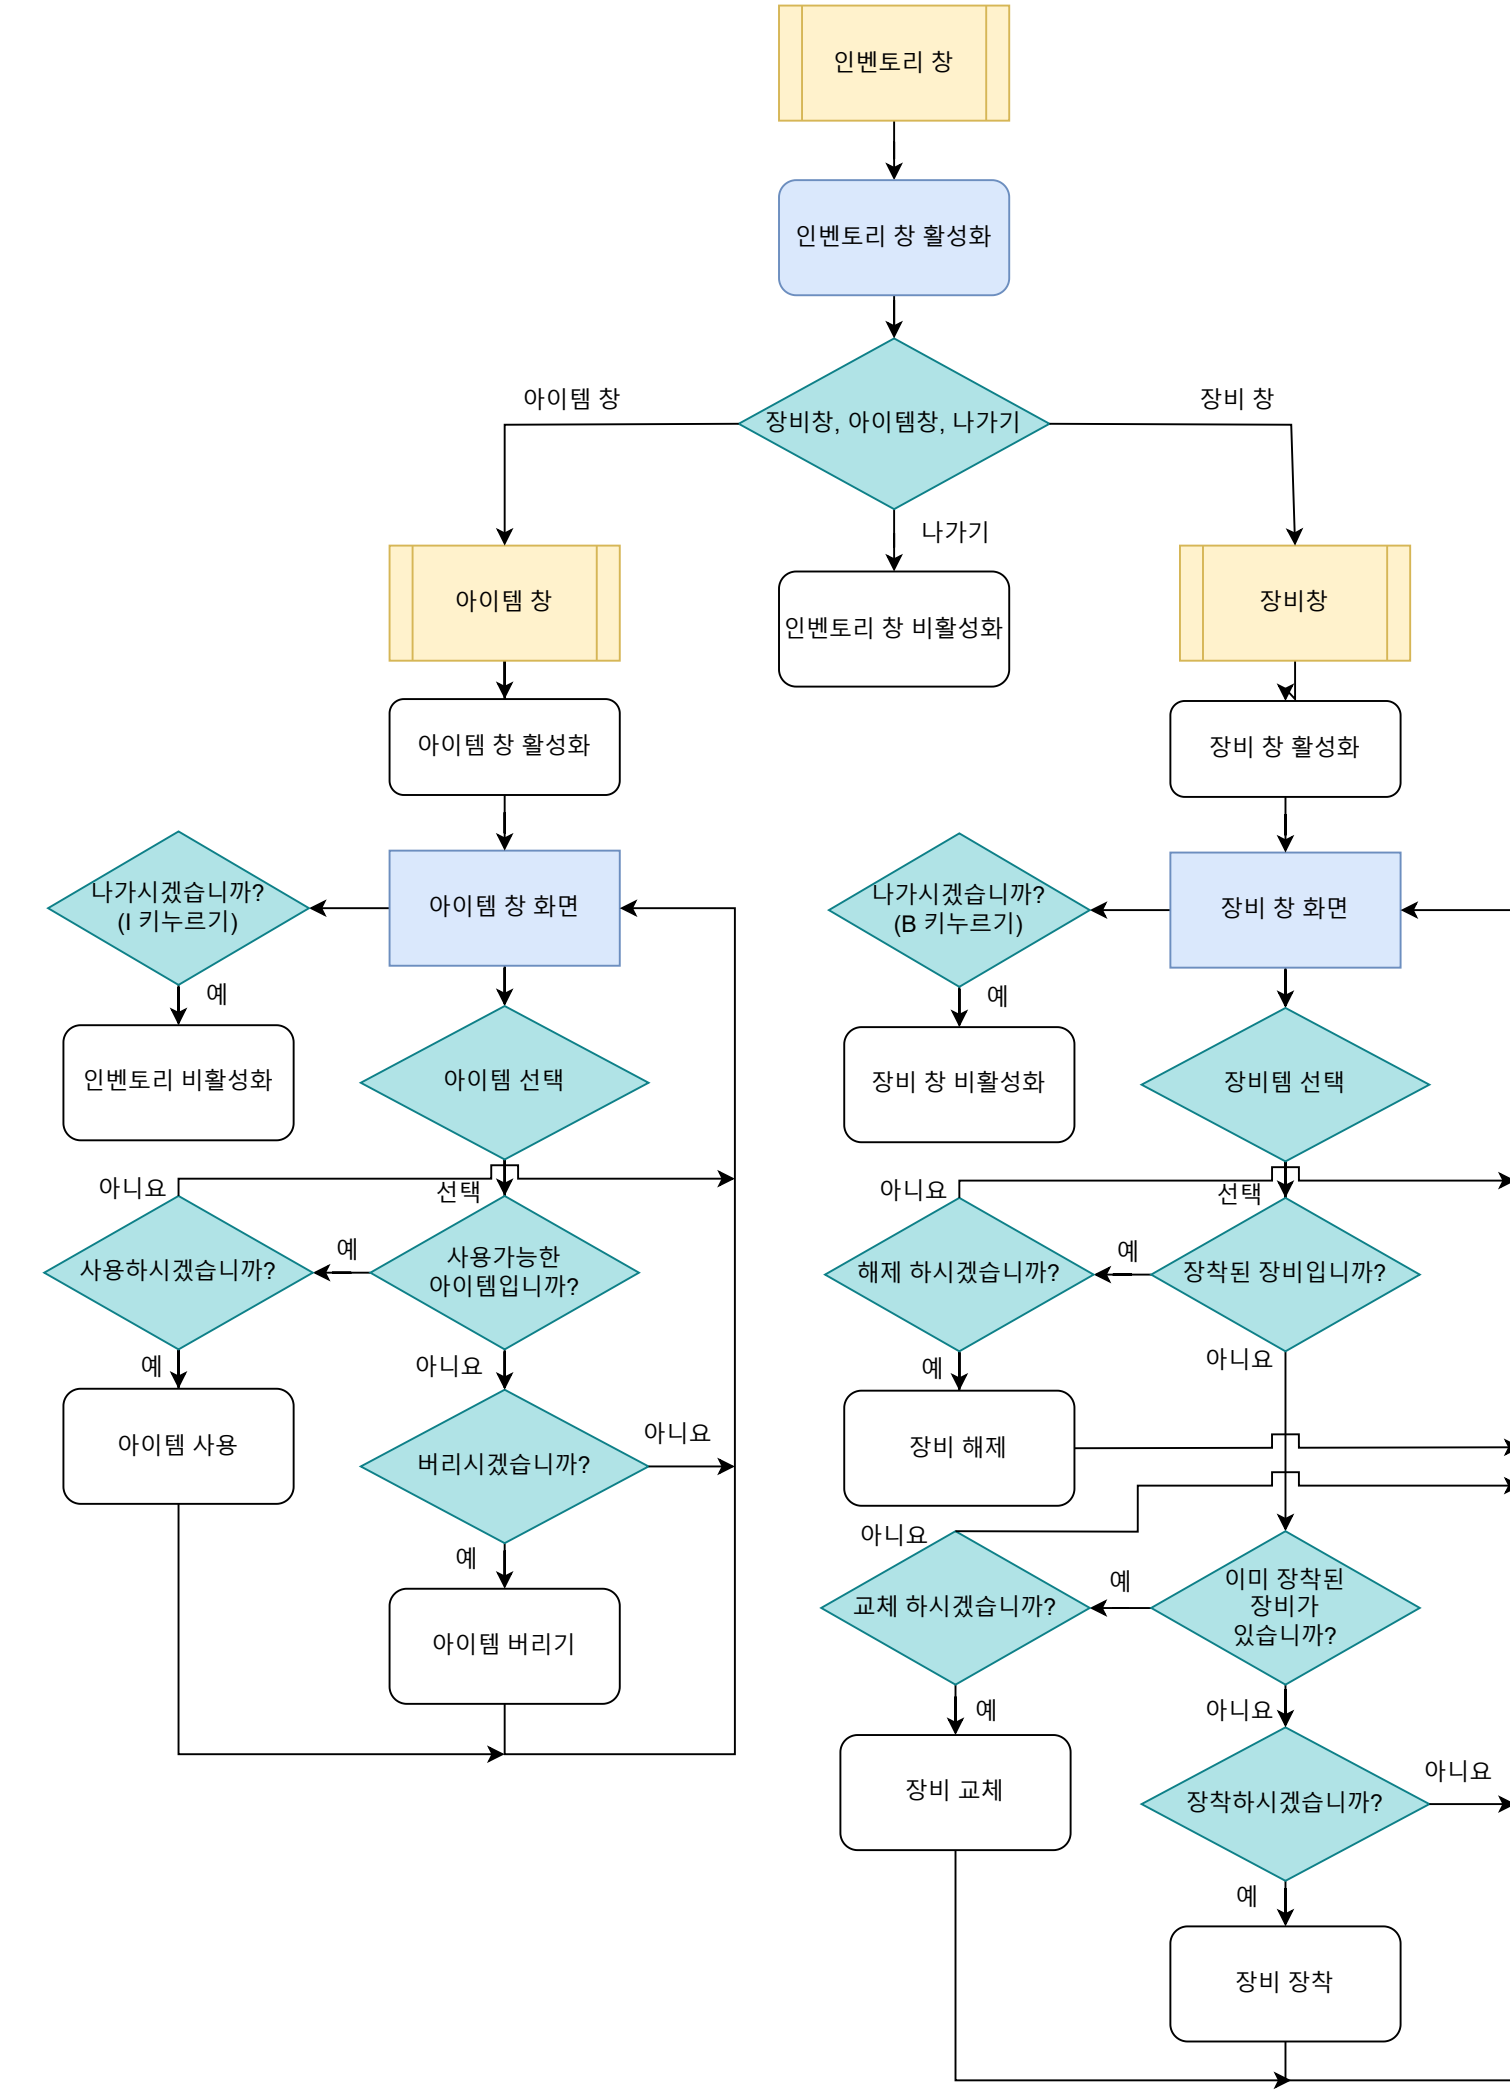 인벤토리 창
인벤토리 창 활성화
아이템 창
장비 창
장비창, 아이템창, 나가기
나가기
아이템 창
인벤토리 창 비활성화
장비창
아이템 창 활성화
장비 창 활성화
나가시겠습니까?
(I 키누르기)
아이템 창 화면
나가시겠습니까?
(B 키누르기)
장비 창 화면
예
예
인벤토리 비활성화
아이템 선택
장비 창 비활성화
장비템 선택
아니요
선택
아니요
선택
예
예
사용하시겠습니까?
사용가능한
아이템입니까?
해제 하시겠습니까?
장착된 장비입니까?
예
아니요
예
아니요
아이템 사용
아니요
버리시겠습니까?
장비 해제
예
아니요
예
교체 하시겠습니까?
이미 장착된
장비가
있습니까?
아이템 버리기
예
아니요
장비 교체
아니요
장착하시겠습니까?
예
장비 장착